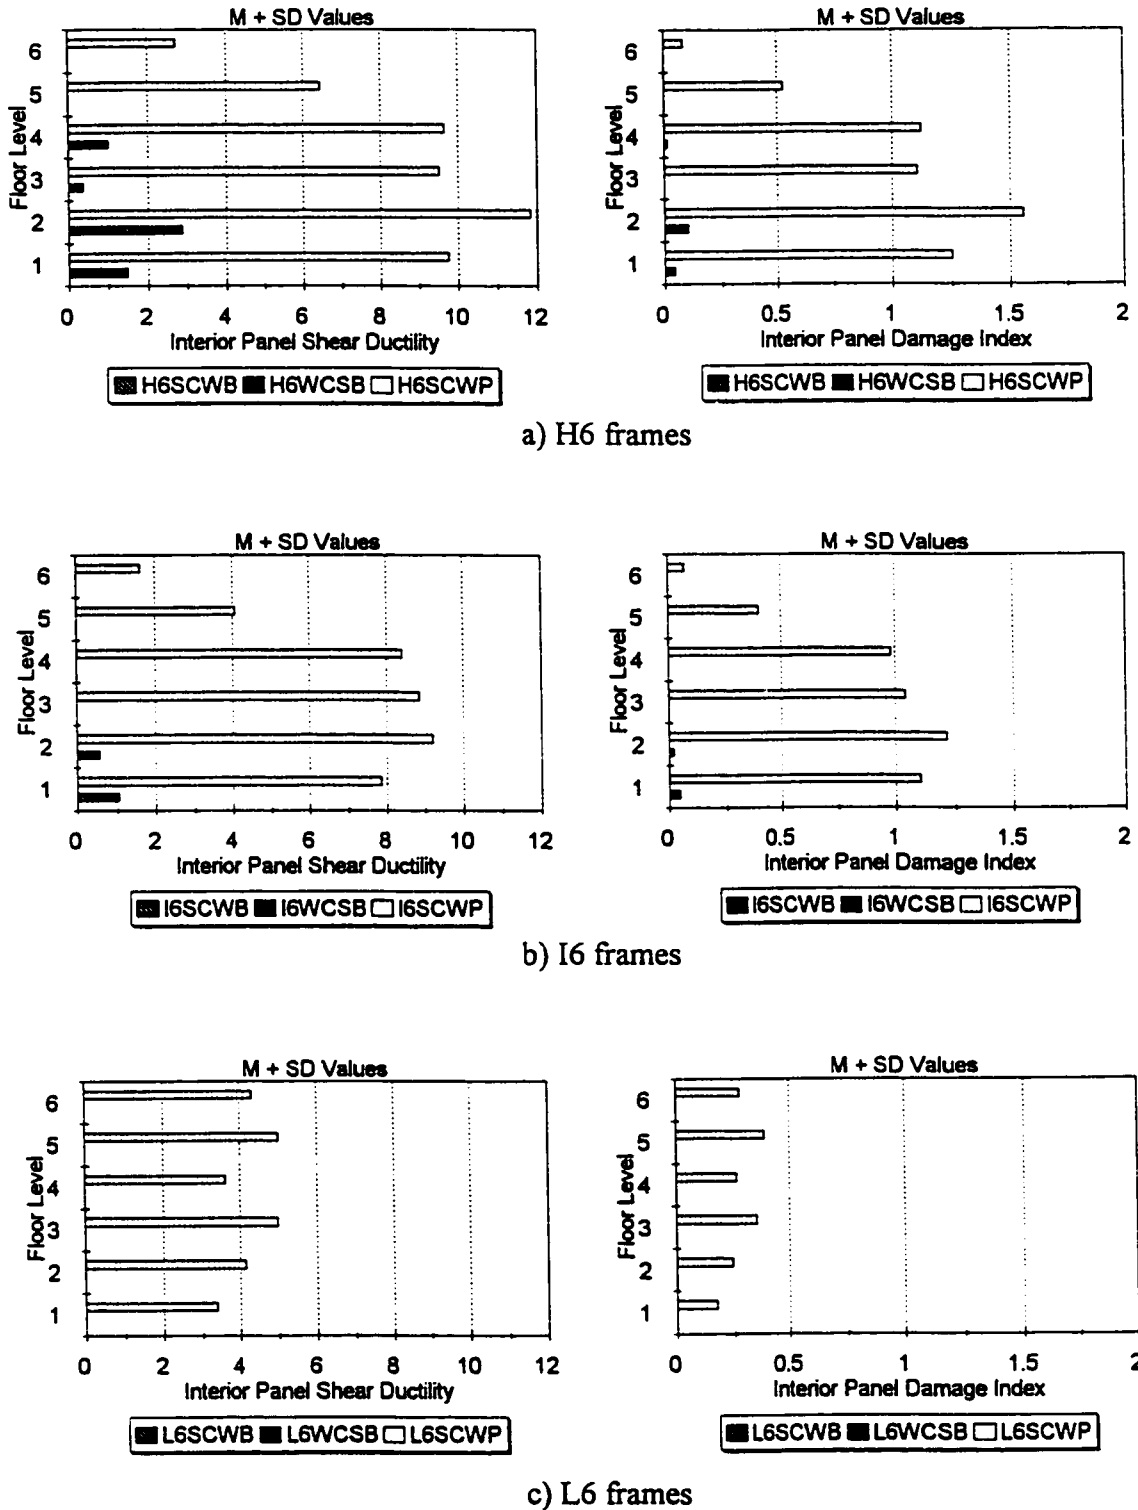 M + SD Values
M + SD Values
Floor Level
6
5
4
3
2
1
0 2 4 6 8 10 12
Interior Panel Shear Ductility
H6SCWB H6WCSB H6SCWP
Floor Level
6
5
4
3
2
1
0 0.5 1 1.5 2
Interior Panel Damage Index
H6SCWB H6WCSB H6SCWP
a) H6 frames
M + SD Values
M + SD Values
Floor Level
6
5
4
3
2
1
0 2 4 6 8 10 12
Interior Panel Shear Ductility
I6SCWB I6WCSB I6SCWP
Floor Level
6
5
4
3
2
1
0 0.5 1 1.5 2
Interior Panel Damage Index
I6SCWB I6WCSB I6SCWP
b) I6 frames
M + SD Values
M + SD Values
Floor Level
6
5
4
3
2
1
0 2 4 6 8 10 12
Interior Panel Shear Ductility
L6SCWB L6WCSB L6SCWP
Floor Level
6
5
4
3
2
1
0 0.5 1 1.5 2
Interior Panel Damage Index
L6SCWB L6WCSB L6SCWP
c) L6 frames